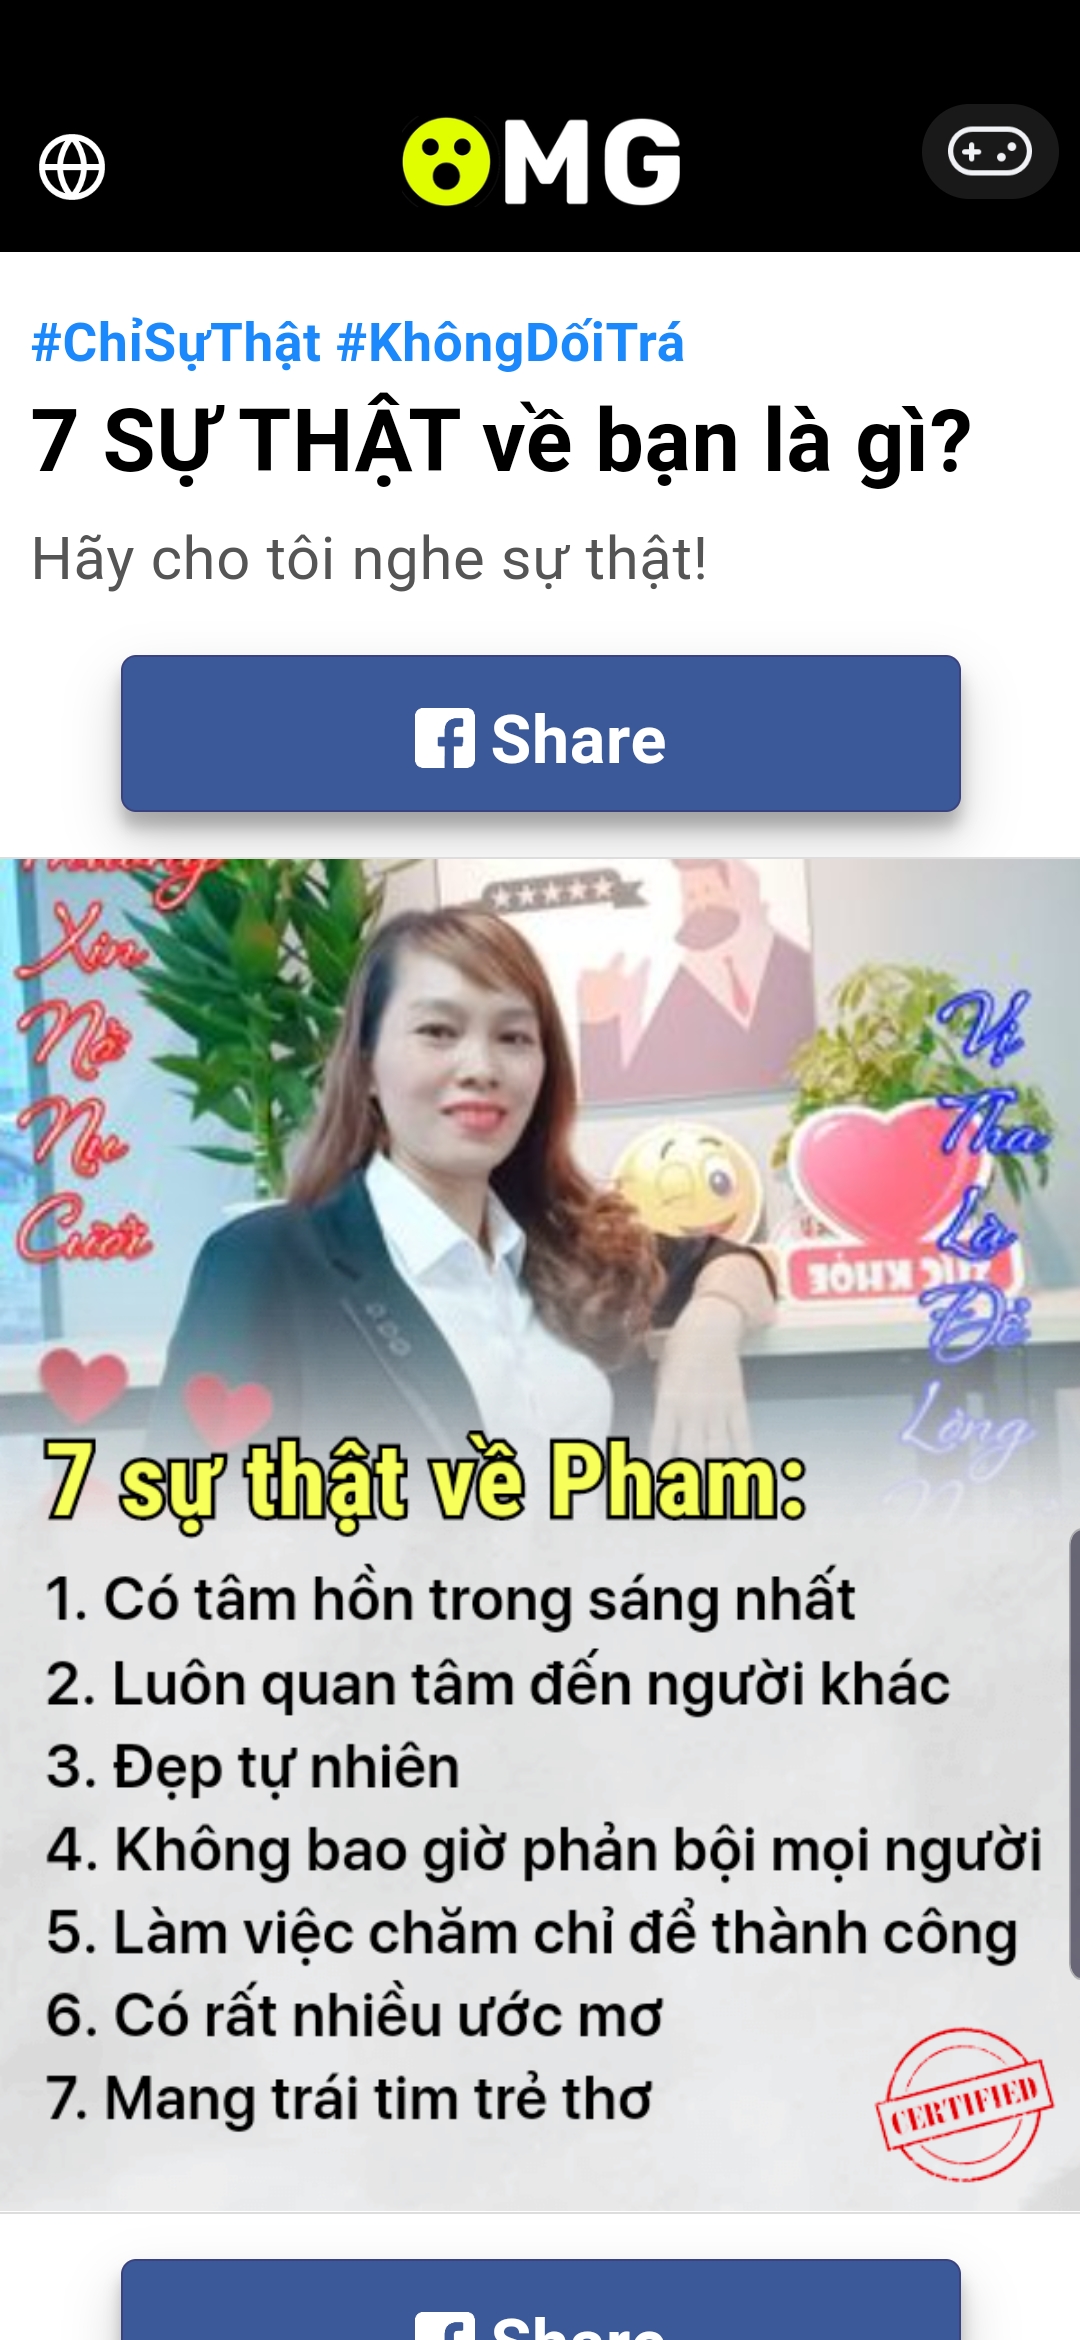 OMG
#ChỉSựThật #KhôngDốiTrá
7 SỰ THẬT về bạn là gì?
Hãy cho tôi nghe sự thật!
Share
Xin
Nở
Nụ
Cười
Vị
Tha
Là
Để
Lòng
SỨC KHỎE
7 sự thật về Pham:
1. Có tâm hồn trong sáng nhất
2. Luôn quan tâm đến người khác
3. Đẹp tự nhiên
4. Không bao giờ phản bội mọi người
5. Làm việc chăm chỉ để thành công
6. Có rất nhiều ước mơ
7. Mang trái tim trẻ thơ
CERTIFIED
Share